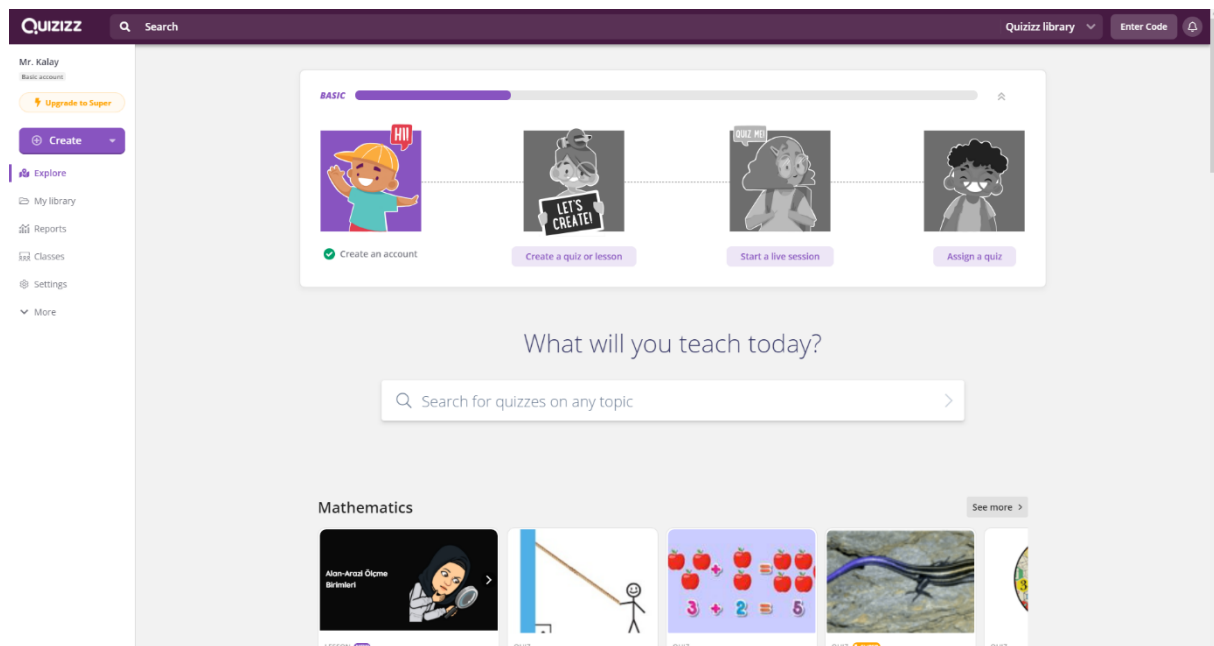 QUIZIZZ
Search
Quizizz library
Enter Code
Mr. Kalay
Basic account
Upgrade to Super
Create
Explore
My library
Reports
Classes
Settings
More
BASIC
HI!
LET'S
CREATE!
QUIZ ME!
Create an account
Create a quiz or lesson
Start a live session
Assign a quiz
What will you teach today?
Search for quizzes on any topic
Mathematics
See more
Alan-Arazi Ölçme
Birimleri
3 + 2 = 5
3